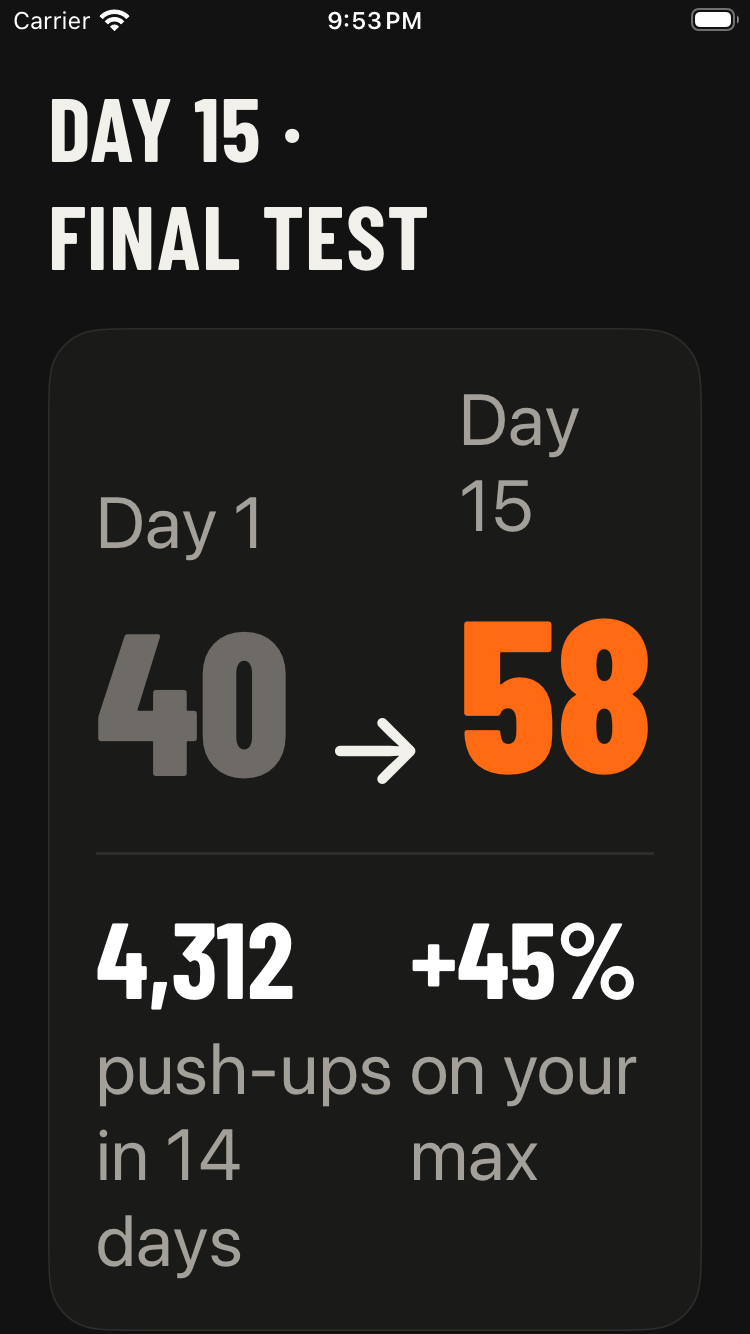 Carrier
9:53 PM
DAY 15 ·
FINAL TEST
Day 1
Day
15
40 → 58
4,312
push-ups
in 14
days
+45%
on your
max